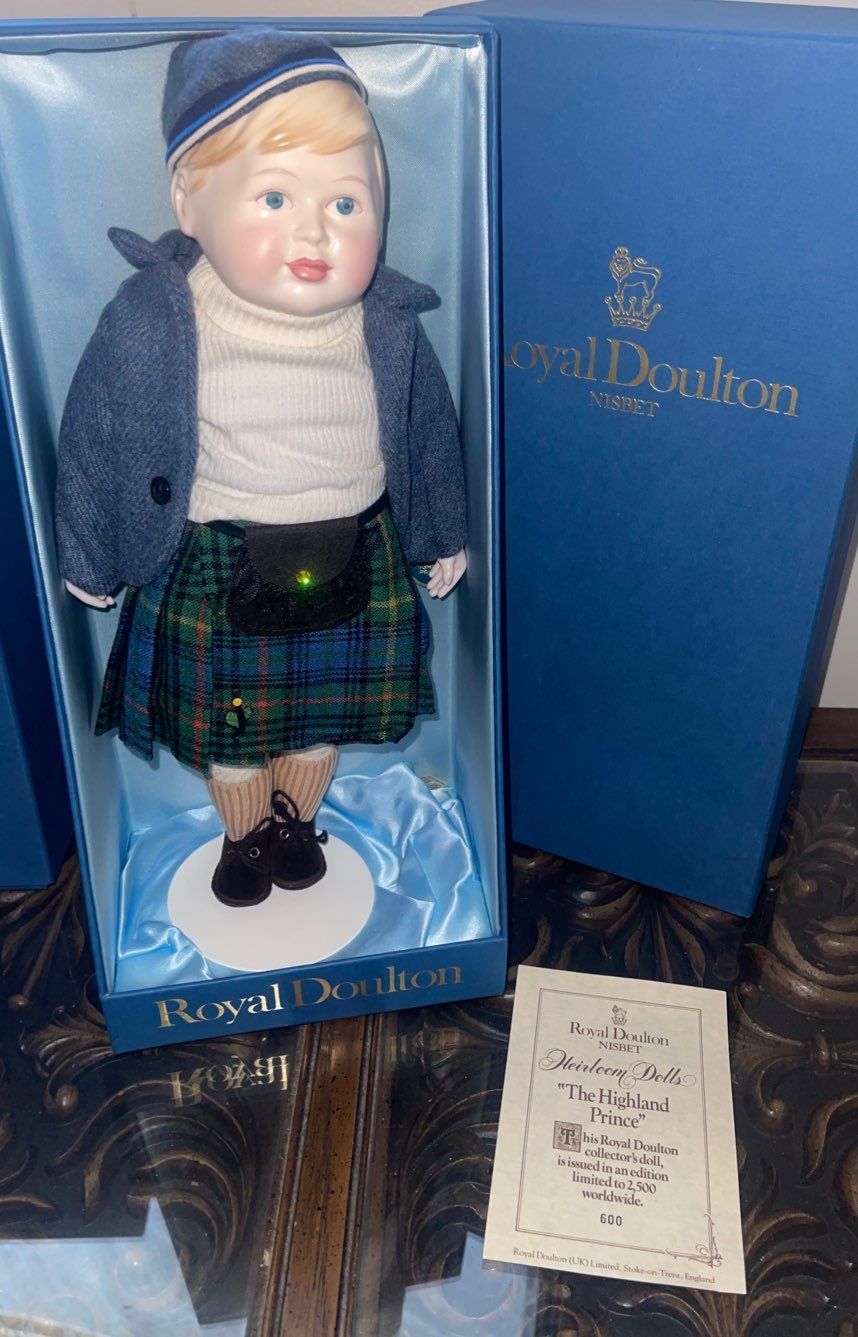 Royal Doulton
NISBET
Royal Doulton
Royal Doulton
NISBET
Heirloom Dolls
"The Highland
Prince"
This Royal Doulton
collector's doll,
is issued in an edition
limited to 2,500
worldwide.
600
Royal Doulton (UK) Limited, Stoke-on-Trent, England